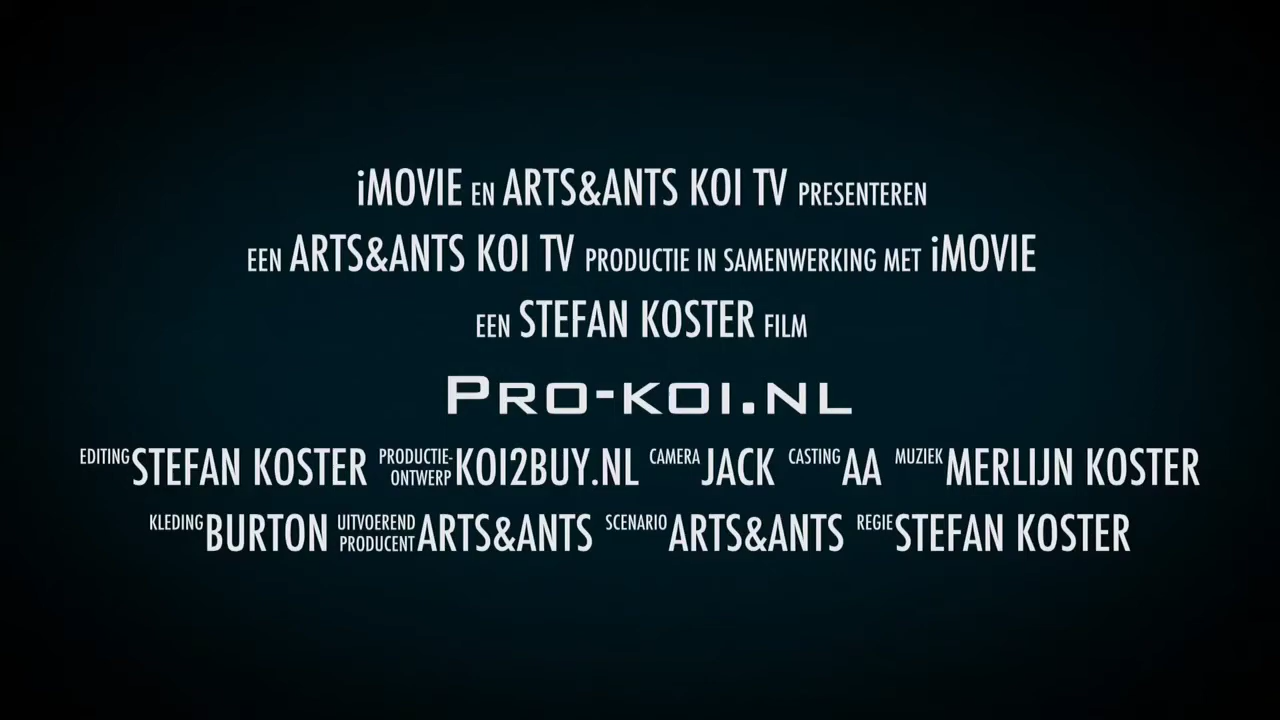 iMOVIE EN ARTS&ANTS KOI TV PRESENTEREN
EEN ARTS&ANTS KOI TV PRODUCTIE IN SAMENWERKING MET iMOVIE
EEN STEFAN KOSTER FILM
PRO-KOI.NL
EDITING STEFAN KOSTER PRODUCTIE-ONTWERP KOI2BUY.NL CAMERA JACK CASTING AA MUZIEK MERLIJN KOSTER
KLEDING BURTON UITVOEREND PRODUCENT ARTS&ANTS SCENARIO ARTS&ANTS REGIE STEFAN KOSTER